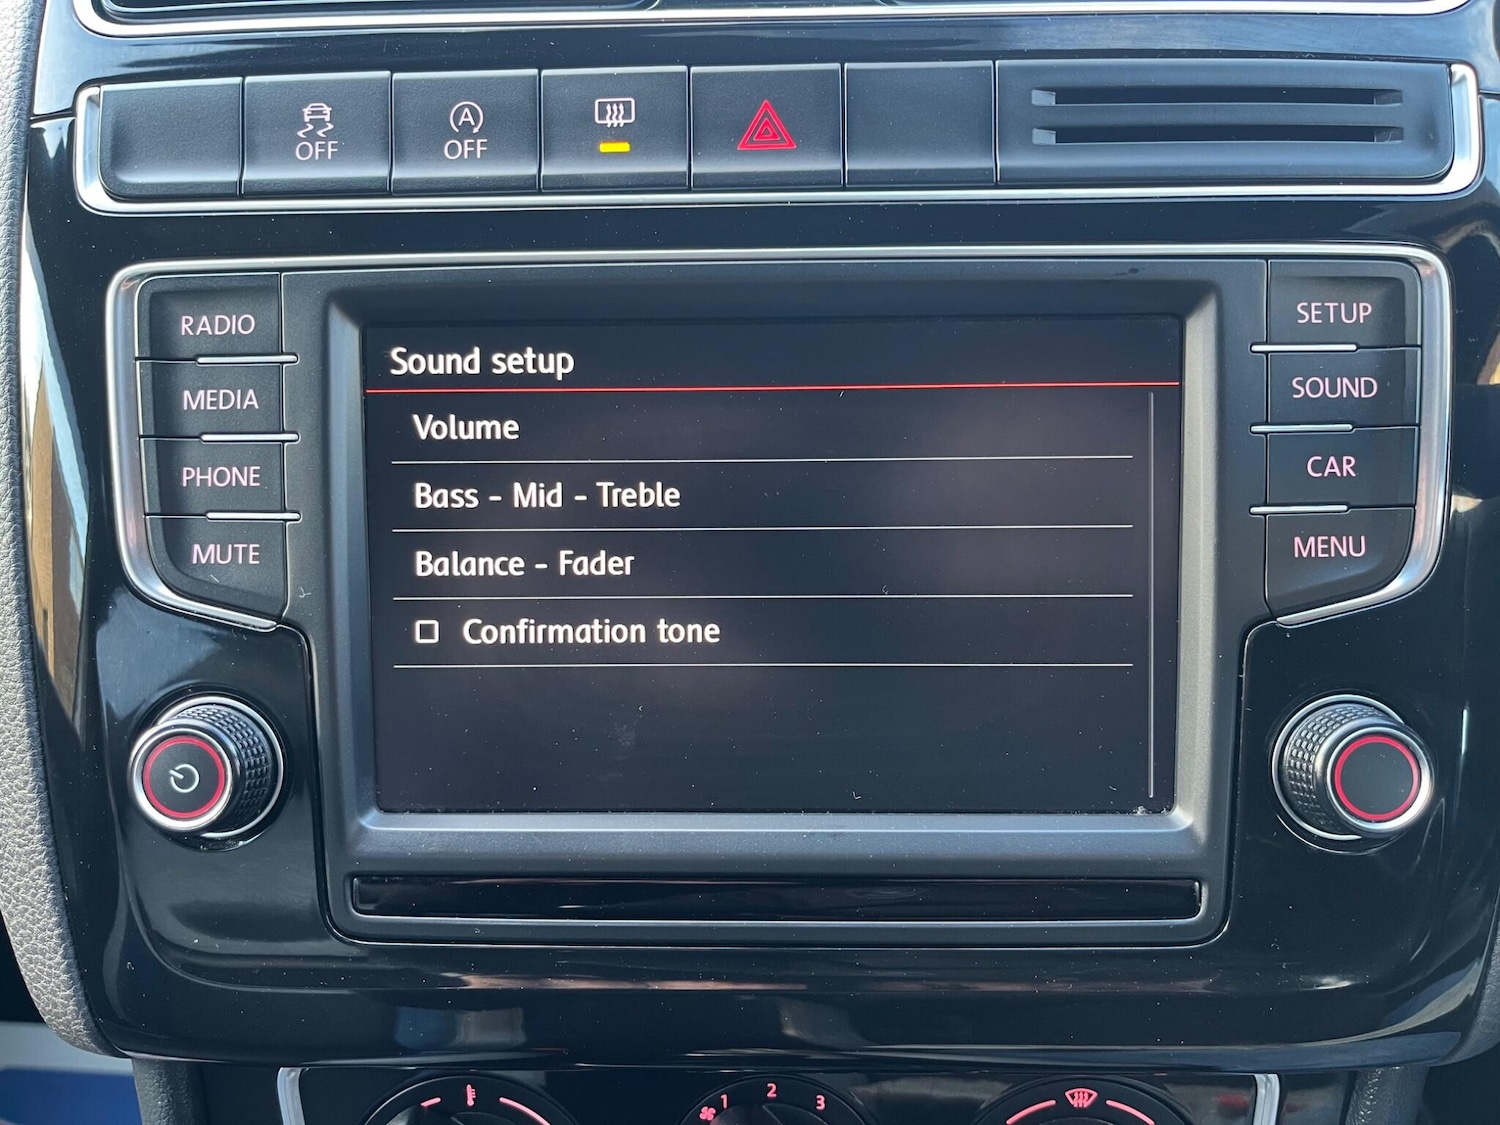 OFF
A
OFF
RADIO
MEDIA
PHONE
MUTE
Sound setup
Volume
Bass - Mid - Treble
Balance - Fader
Confirmation tone
SETUP
SOUND
CAR
MENU
1 2 3